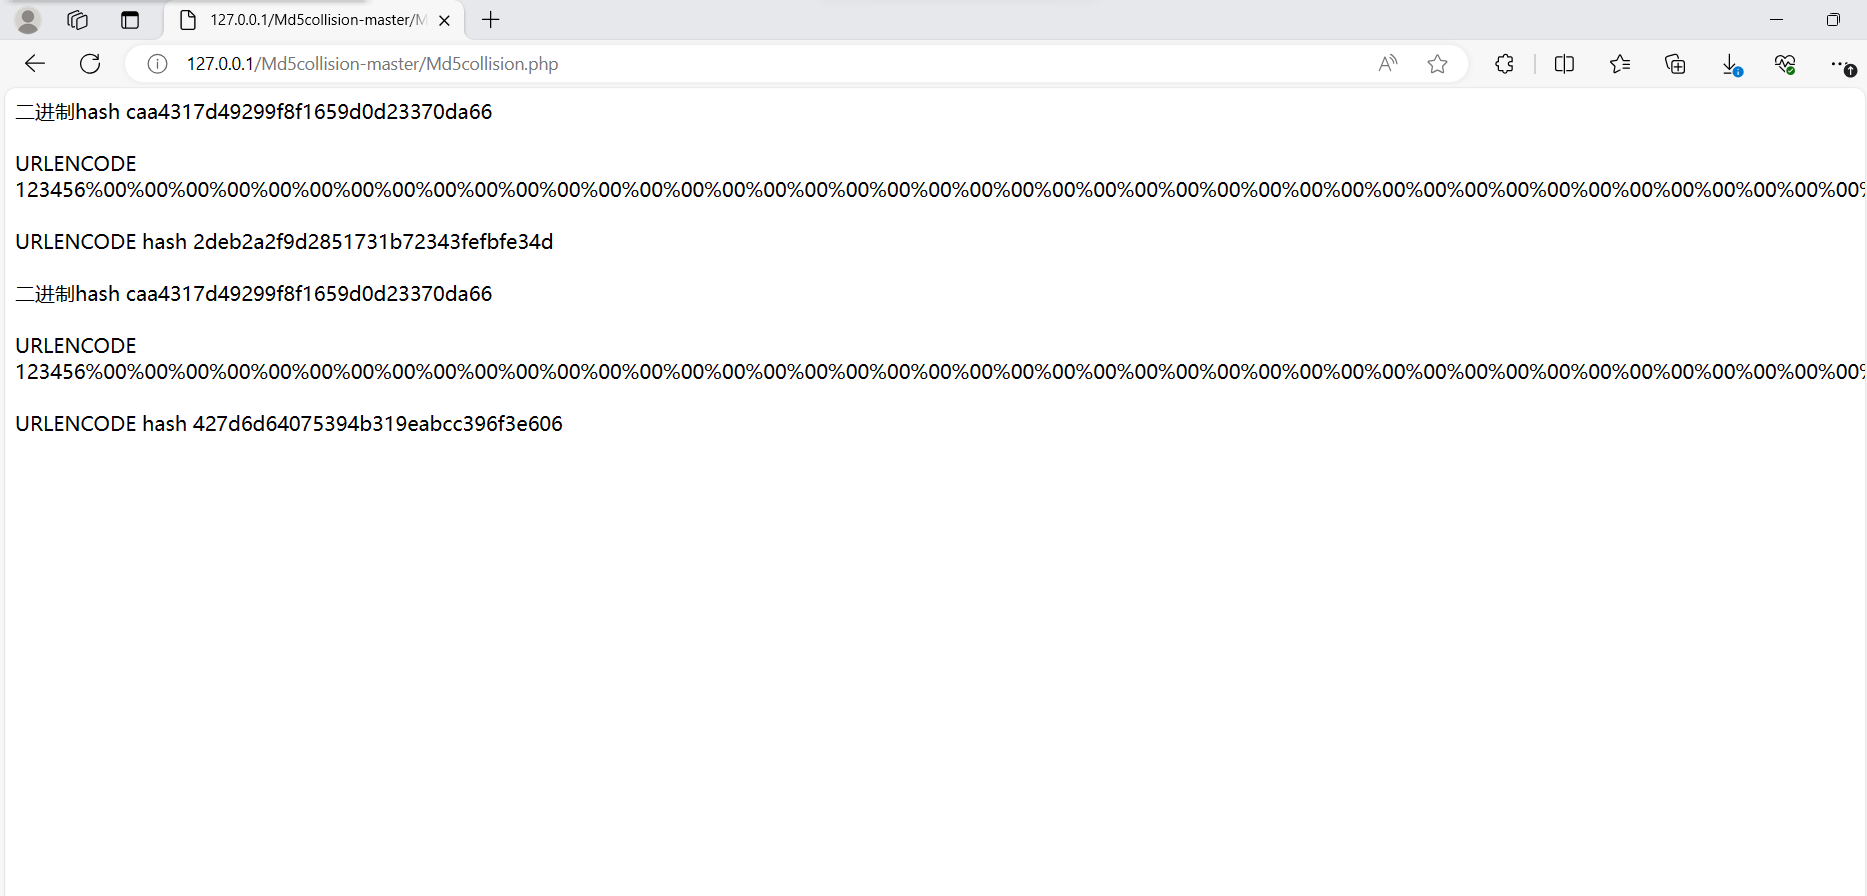 127.0.0.1/Md5collision-master/M
127.0.0.1/Md5collision-master/Md5collision.php
二进制hash caa4317d49299f8f1659d0d23370da66
URLENCODE
123456%00%00%00%00%00%00%00%00%00%00%00%00%00%00%00%00%00%00%00%00%00%00%00%00%00%00%00%00%00%00%00%00%00%00%00%00%00%00%00%00%00%00%00%
URLENCODE hash 2deb2a2f9d2851731b72343fefbfe34d
二进制hash caa4317d49299f8f1659d0d23370da66
URLENCODE
123456%00%00%00%00%00%00%00%00%00%00%00%00%00%00%00%00%00%00%00%00%00%00%00%00%00%00%00%00%00%00%00%00%00%00%00%00%00%00%00%00%00%00%00%
URLENCODE hash 427d6d64075394b319eabcc396f3e606